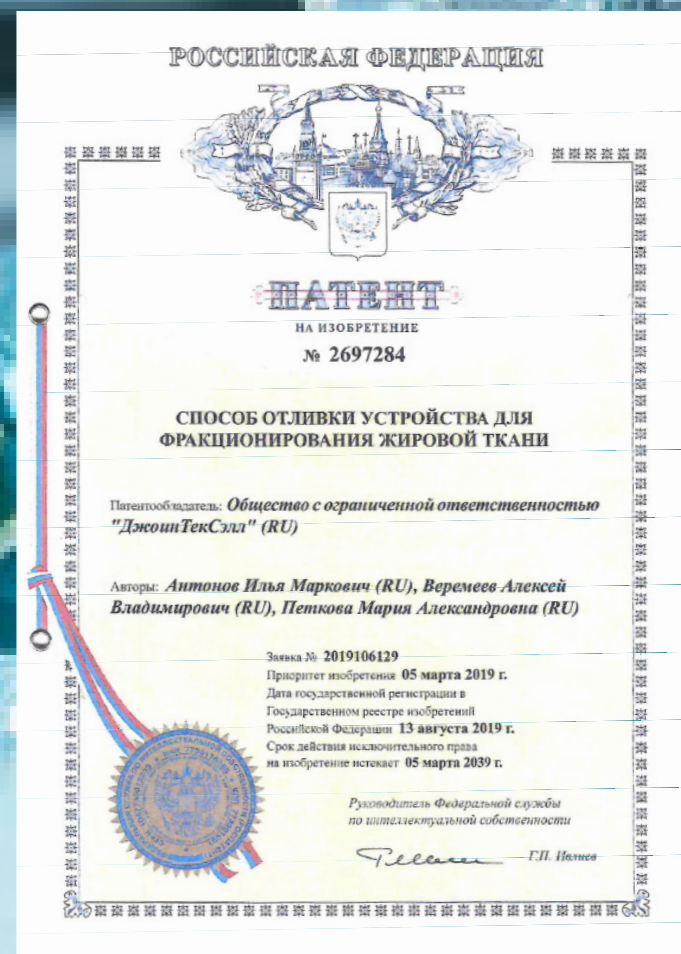 РОССИЙСКАЯ ФЕДЕРАЦИЯ
ПАТЕНТ
НА ИЗОБРЕТЕНИЕ
№ 2697284
СПОСОБ ОТЛИВКИ УСТРОЙСТВА ДЛЯ
ФРАКЦИОНИРОВАНИЯ ЖИРОВОЙ ТКАНИ
Патентообладатель: Общество с ограниченной ответственностью
"ДжоинТекСэлл" (RU)
Авторы: Антонов Илья Маркович (RU), Веремеев Алексей
Владимирович (RU), Петкова Мария Александровна (RU)
Заявка № 2019106129
Приоритет изобретения 05 марта 2019 г.
Дата государственной регистрации в
Государственном реестре изобретений
Российской Федерации 13 августа 2019 г.
Срок действия исключительного права
на изобретение истекает 05 марта 2039 г.
Руководитель Федеральной службы
по интеллектуальной собственности
Г.П. Ивлиев